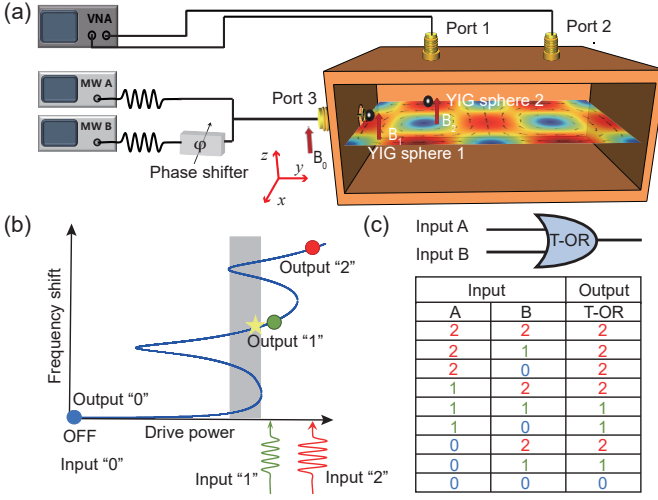 (a)
VNA
Port 1
Port 2
MW A
MW B
φ
Phase shifter
Port 3
B0
z
y
x
YIG sphere 2
B2
B1
YIG sphere 1
(b)
Frequency shift
Output “2”
Output “1”
Output “0”
OFF
Drive power
Input “0”
Input “1”
Input “2”
(c)
Input A
Input B
T-OR
Input Output
A B T-OR
2 2 2
2 1 2
2 0 2
1 2 2
1 1 1
1 0 1
0 2 2
0 1 1
0 0 0